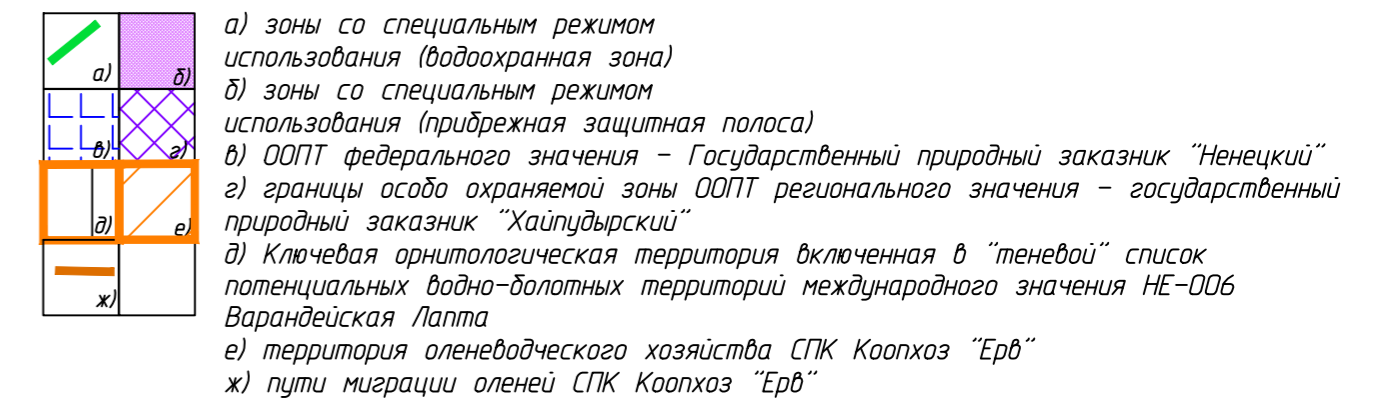 а) зоны со специальным режимом
использования (водоохранная зона)
б) зоны со специальным режимом
использования (прибрежная защитная полоса)
в) ООПТ федерального значения - Государственный природный заказник "Ненецкий"
г) границы особо охраняемой зоны ООПТ регионального значения - государственный
природный заказник "Хайпудырский"
д) Ключевая орнитологическая территория включенная в "теневой" список
потенциальных водно-болотных территорий международного значения НЕ-006
Варандейская Лапта
е) территория оленеводческого хозяйства СПК Коопхоз "Ерв"
ж) пути миграции оленей СПК Коопхоз "Ерв"
а) б)
в) г)
д) е)
ж)